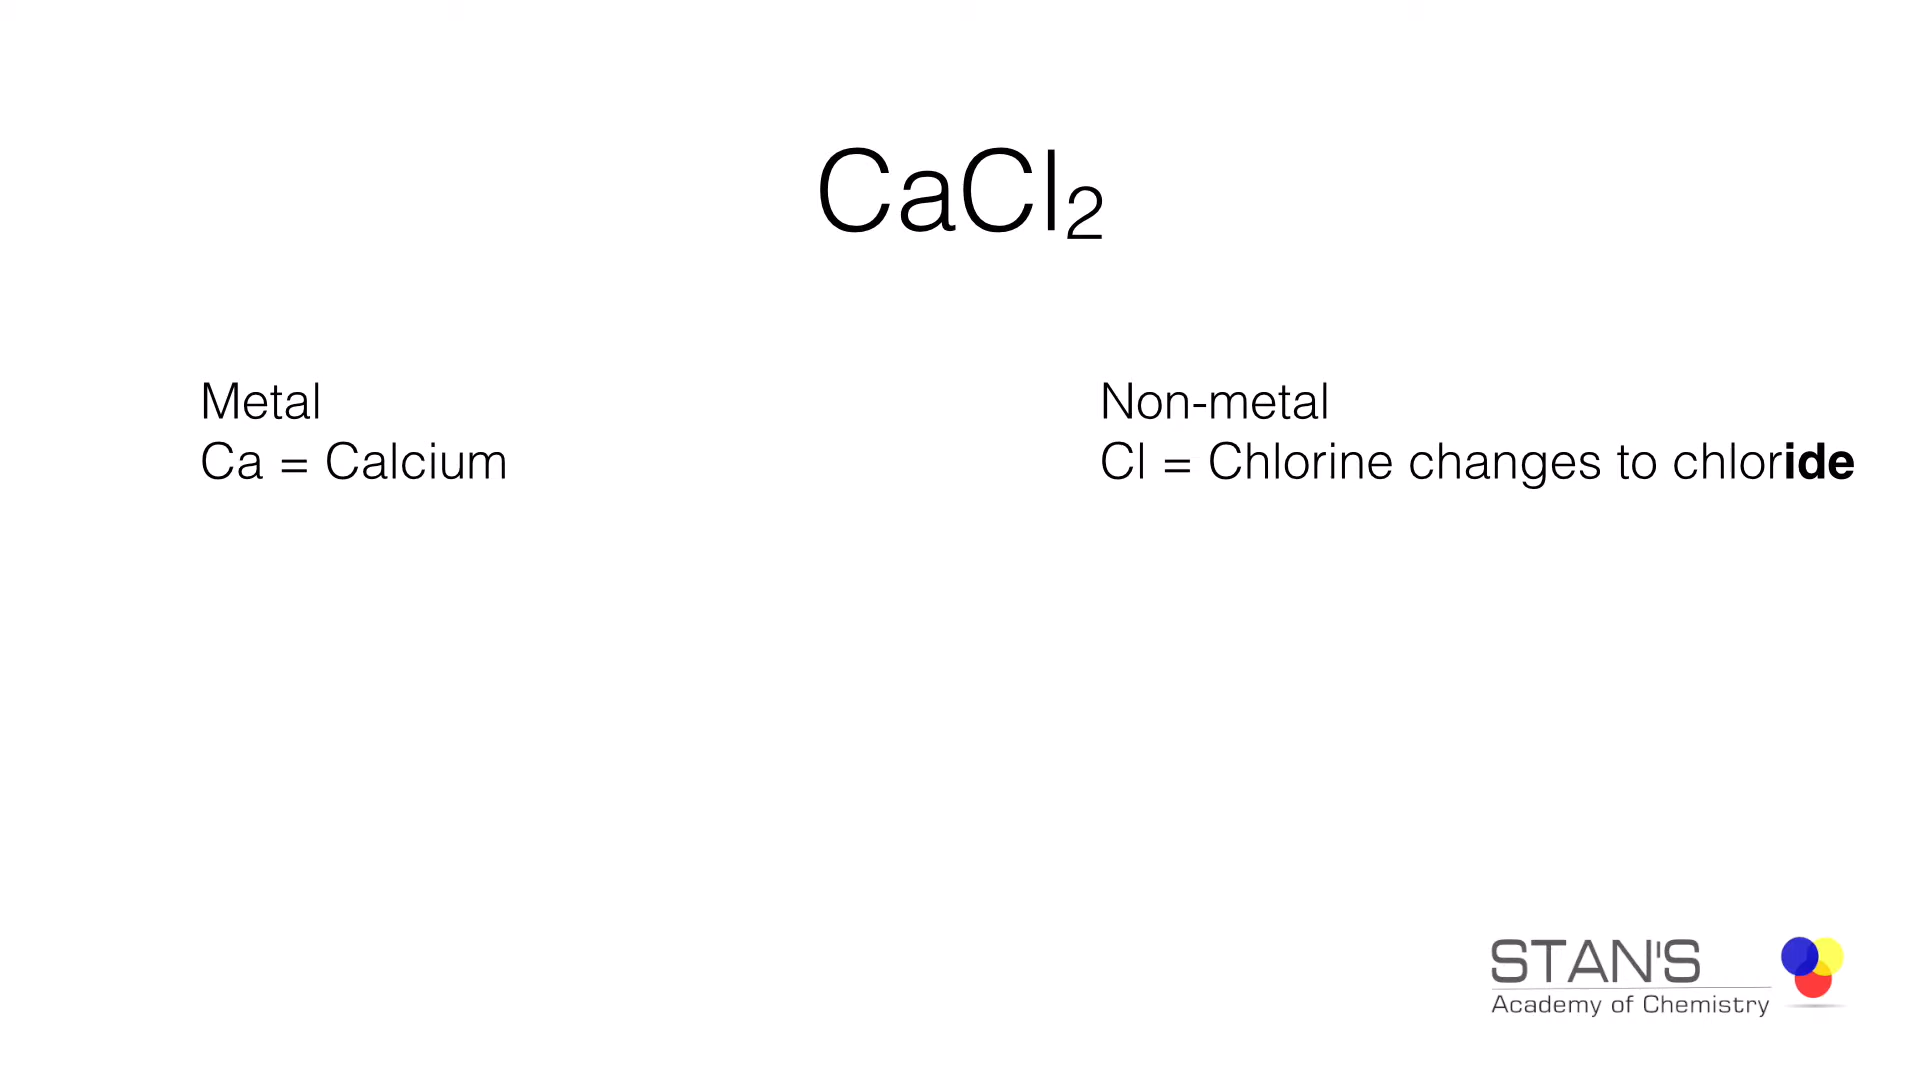 CaCl₂
Metal
Ca = Calcium
Non-metal
Cl = Chlorine changes to chloride
STAN'S
Academy of Chemistry